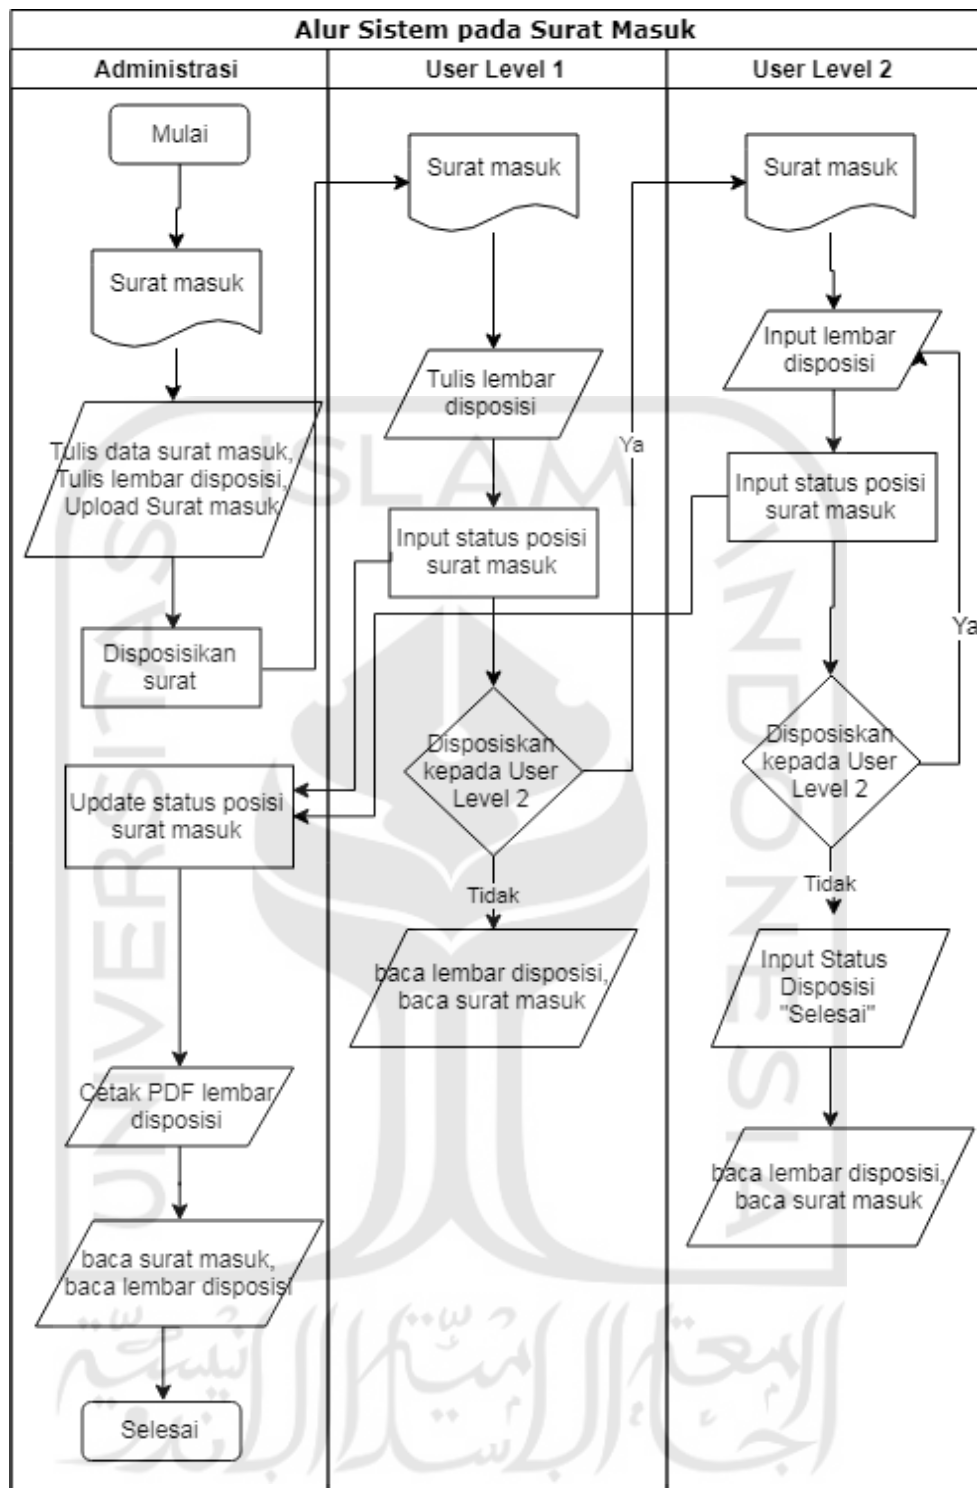 Alur Sistem pada Surat Masuk
Administrasi
User Level 1
User Level 2
Mulai
Surat masuk
Tulis data surat masuk,
Tulis lembar disposisi,
Upload Surat masuk
Disposisikan
surat
Update status posisi
surat masuk
Cetak PDF lembar
disposisi
baca surat masuk,
baca lembar disposisi
Selesai
Surat masuk
Tulis lembar
disposisi
Input status posisi
surat masuk
Disposiskan
kepada User
Level 2
Ya
Tidak
baca lembar disposisi,
baca surat masuk
Surat masuk
Input lembar
disposisi
Input status posisi
surat masuk
Disposiskan
kepada User
Level 2
Ya
Tidak
Input Status
Disposisi
"Selesai"
baca lembar disposisi,
baca surat masuk
UNIVERSITAS
ISLAM
INDONESIA